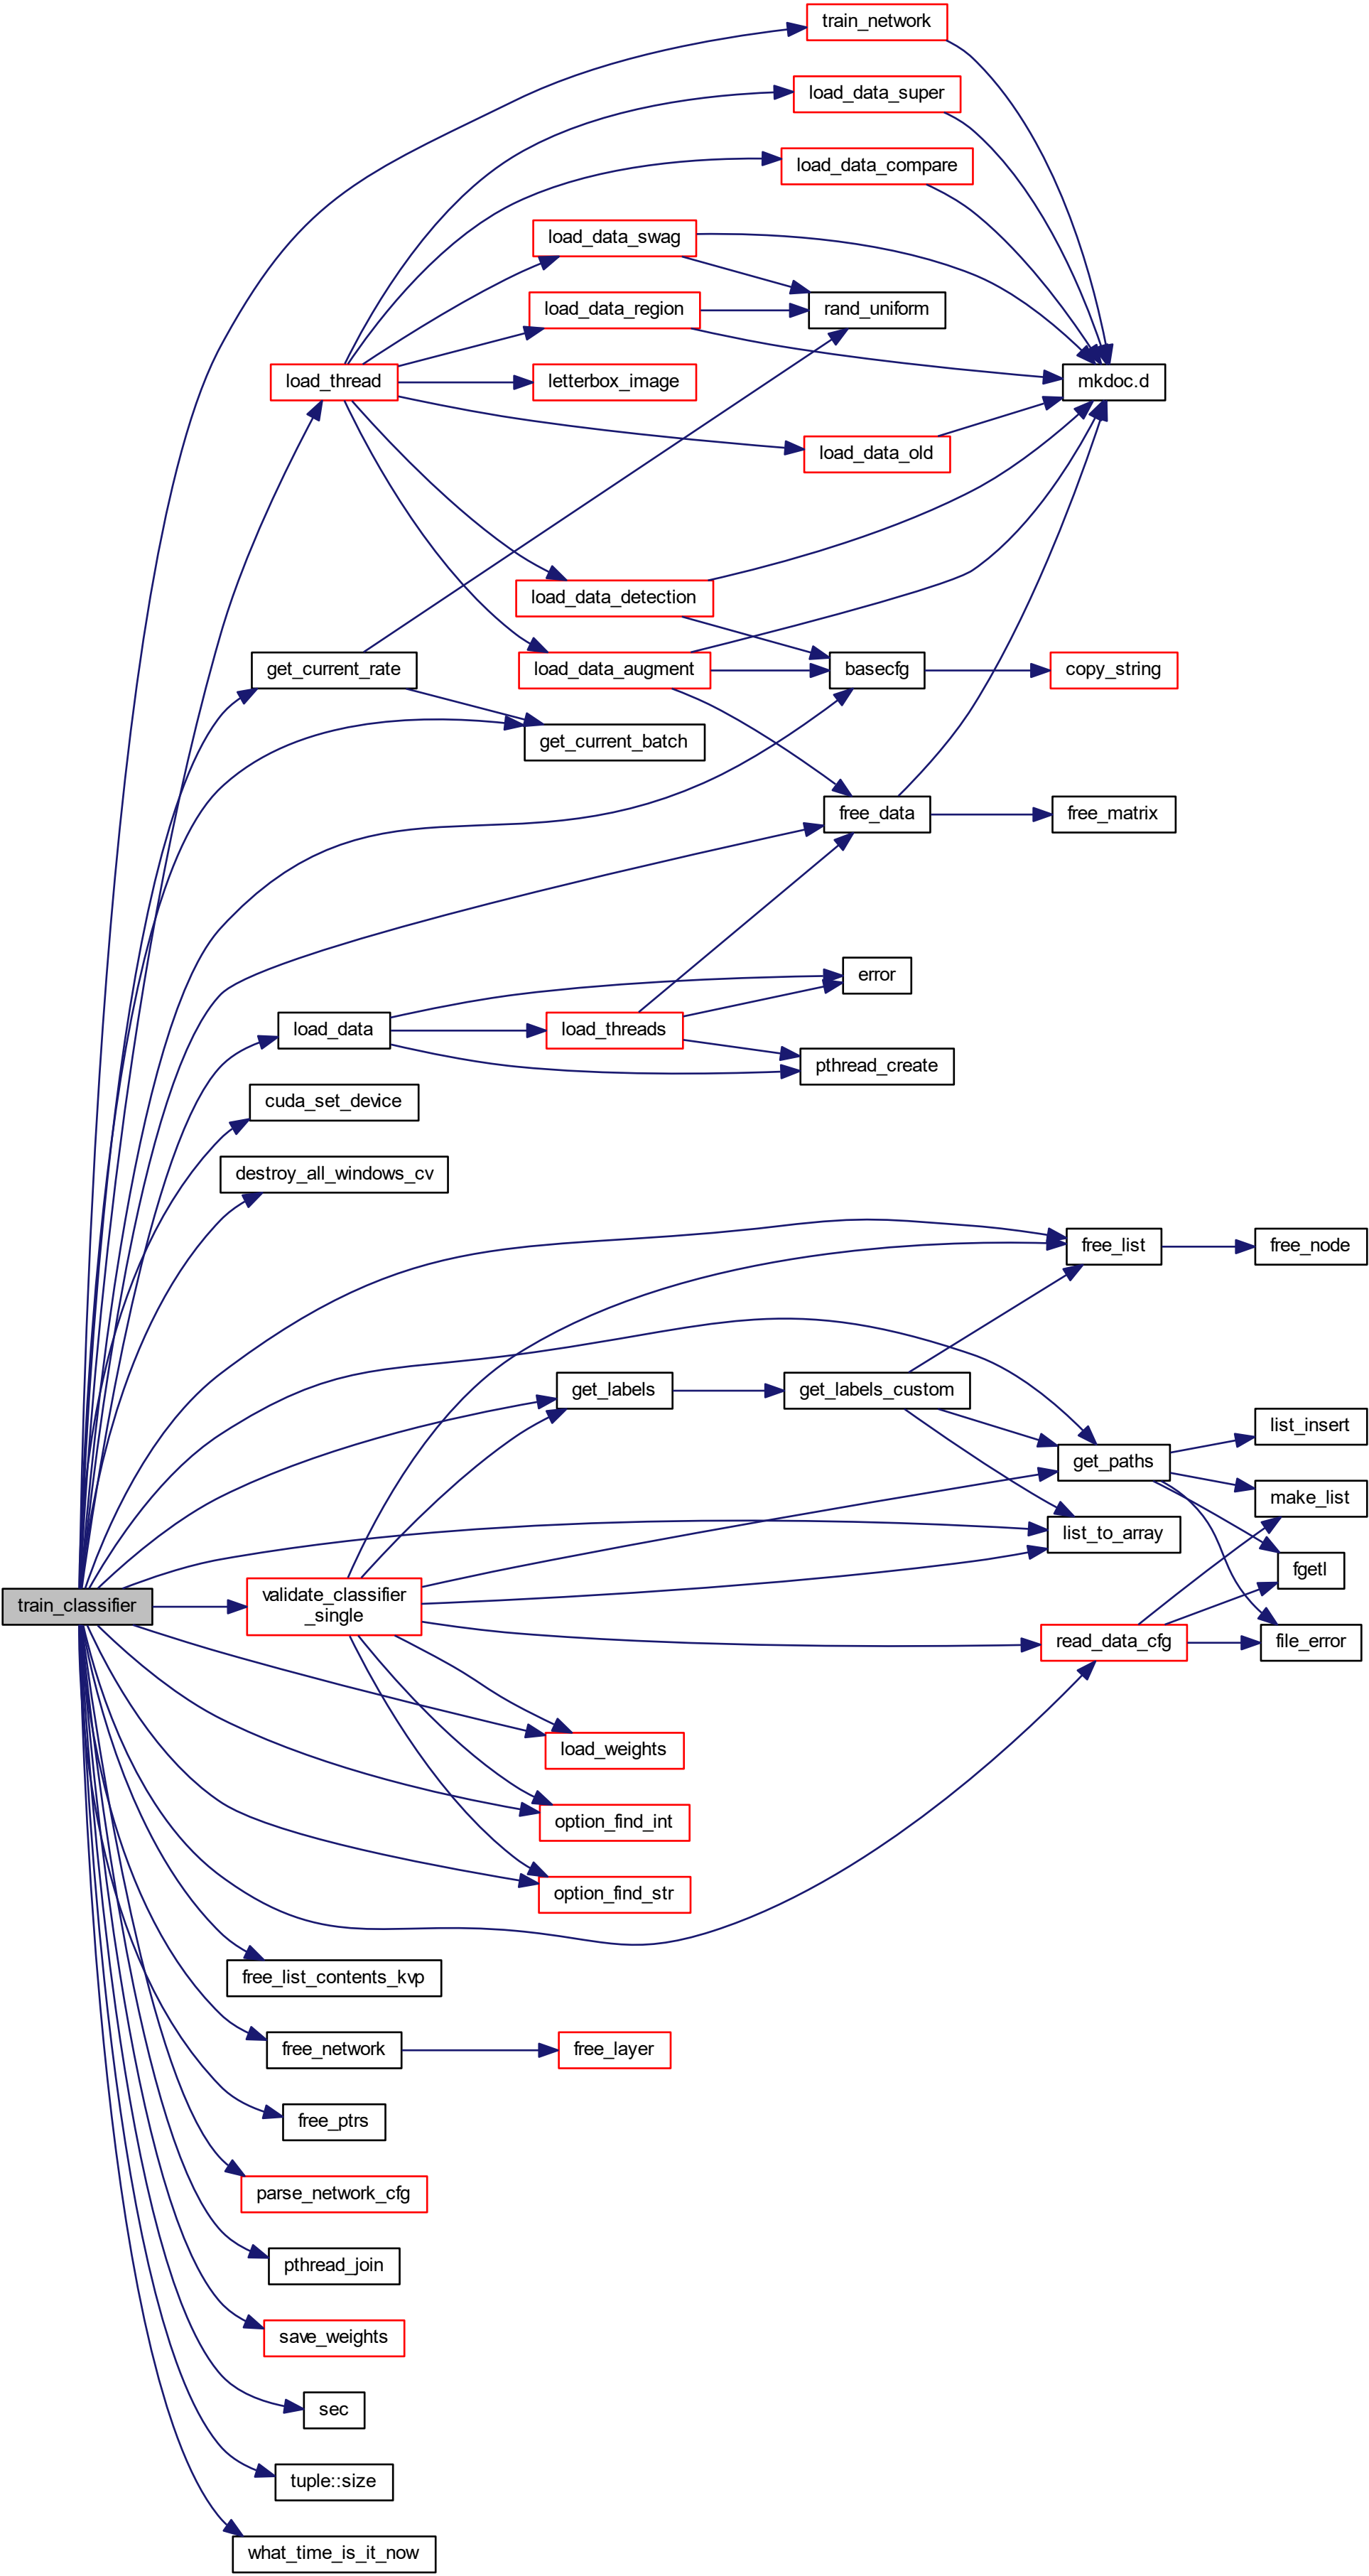 train_network
load_data_super
load_data_compare
load_data_swag
load_data_region
rand_uniform
load_thread
letterbox_image
mkdoc.d
load_data_old
load_data_detection
get_current_rate
load_data_augment
basecfg
copy_string
get_current_batch
free_data
free_matrix
error
load_data
load_threads
pthread_create
cuda_set_device
destroy_all_windows_cv
free_list
free_node
get_labels
get_labels_custom
list_insert
get_paths
make_list
list_to_array
fgetl
train_classifier
validate_classifier
_single
read_data_cfg
file_error
load_weights
option_find_int
option_find_str
free_list_contents_kvp
free_network
free_layer
free_ptrs
parse_network_cfg
pthread_join
save_weights
sec
tuple::size
what_time_is_it_now